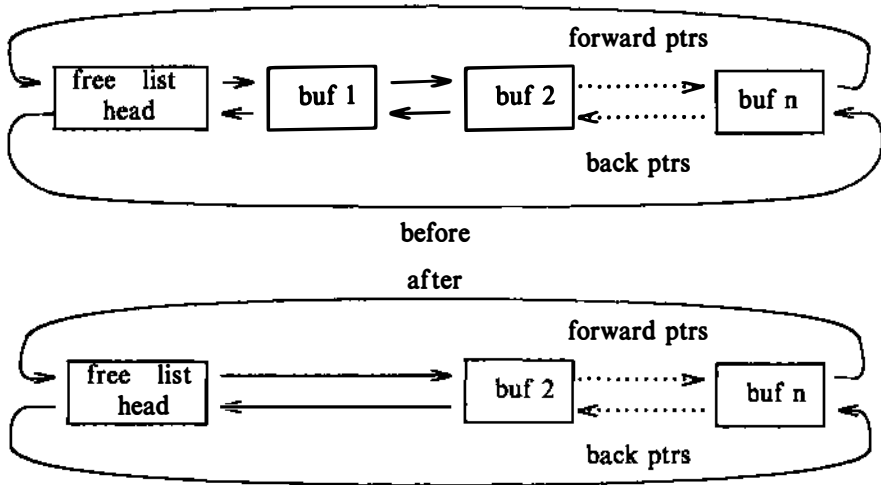 forward ptrs
free list
head
buf 1
buf 2
buf n
back ptrs
before
after
forward ptrs
free list
head
buf 2
buf n
back ptrs